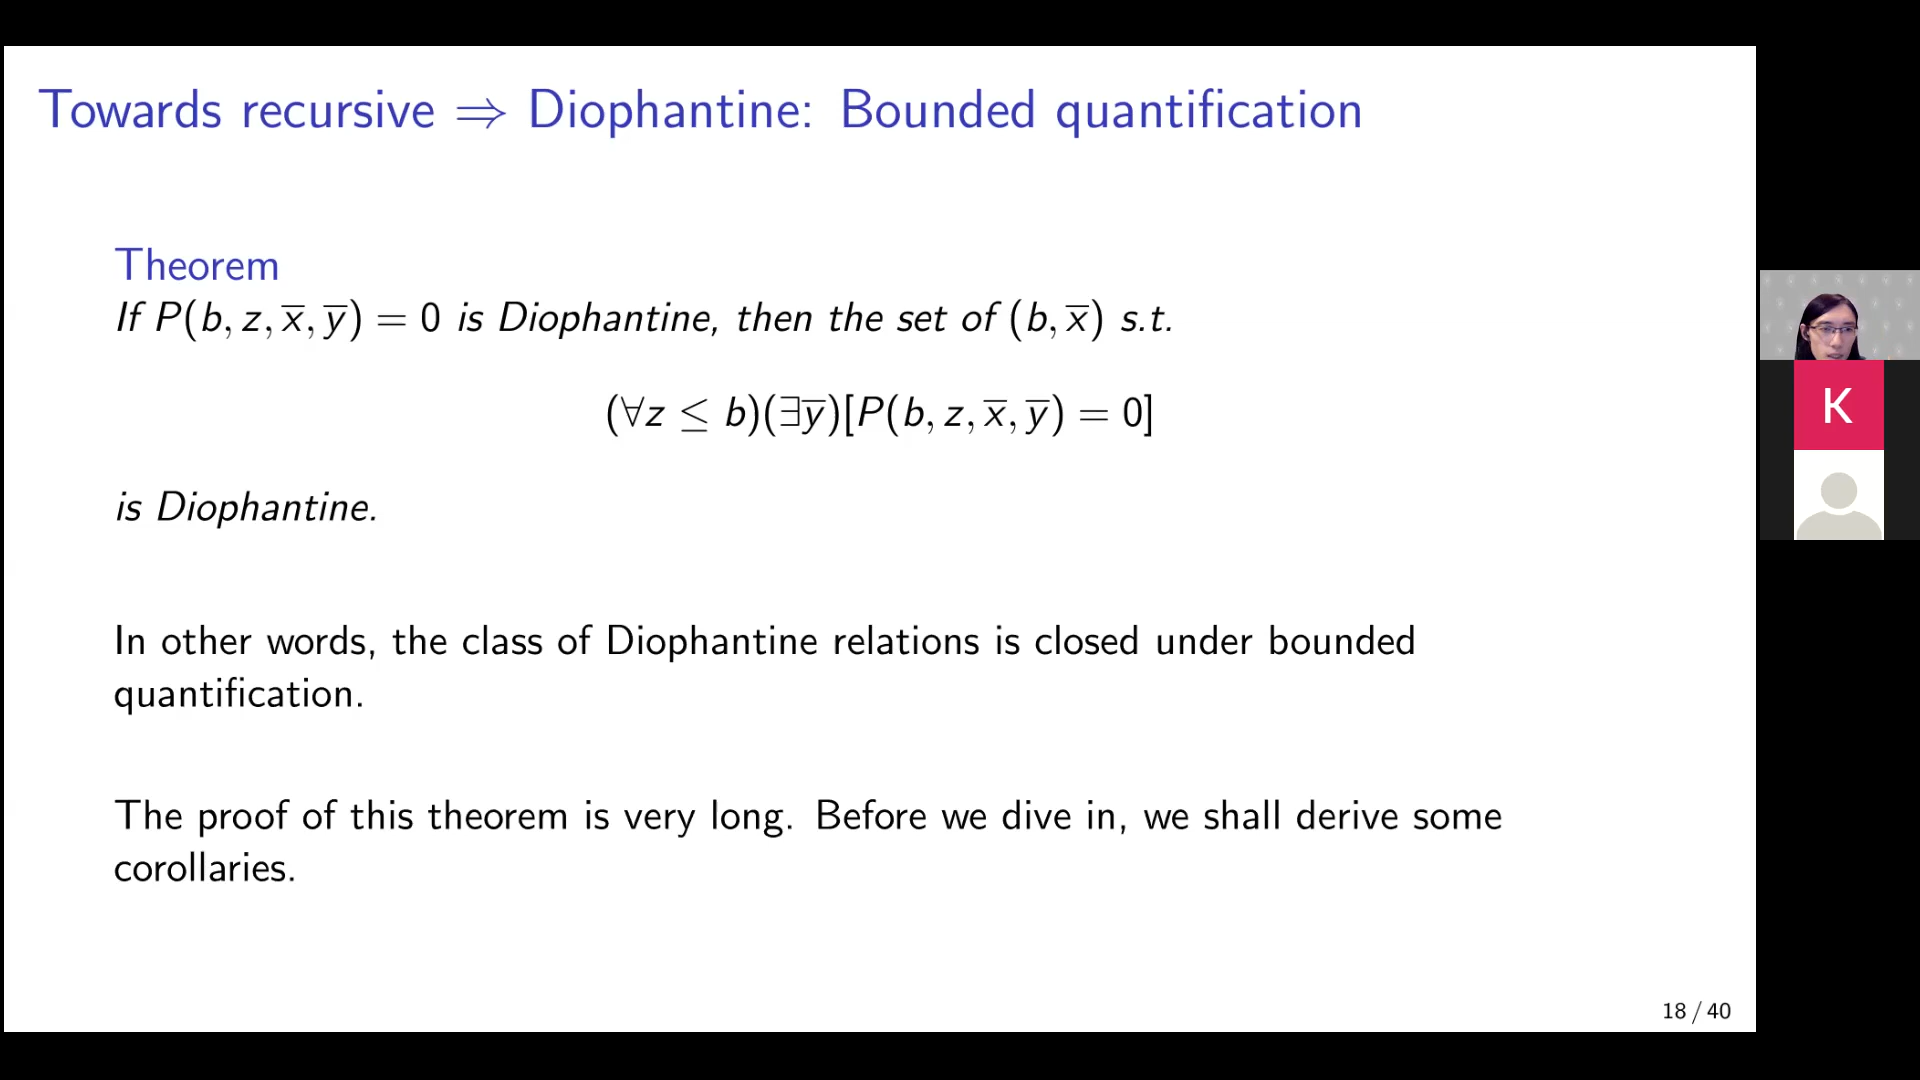 Towards recursive ⇒ Diophantine: Bounded quantification
Theorem
If P(b, z, x̅, y̅) = 0 is Diophantine, then the set of (b, x̅) s.t.
(∀z ≤ b)(∃y̅)[P(b, z, x̅, y̅) = 0]
is Diophantine.
In other words, the class of Diophantine relations is closed under bounded
quantification.
The proof of this theorem is very long. Before we dive in, we shall derive some
corollaries.
18 / 40
K